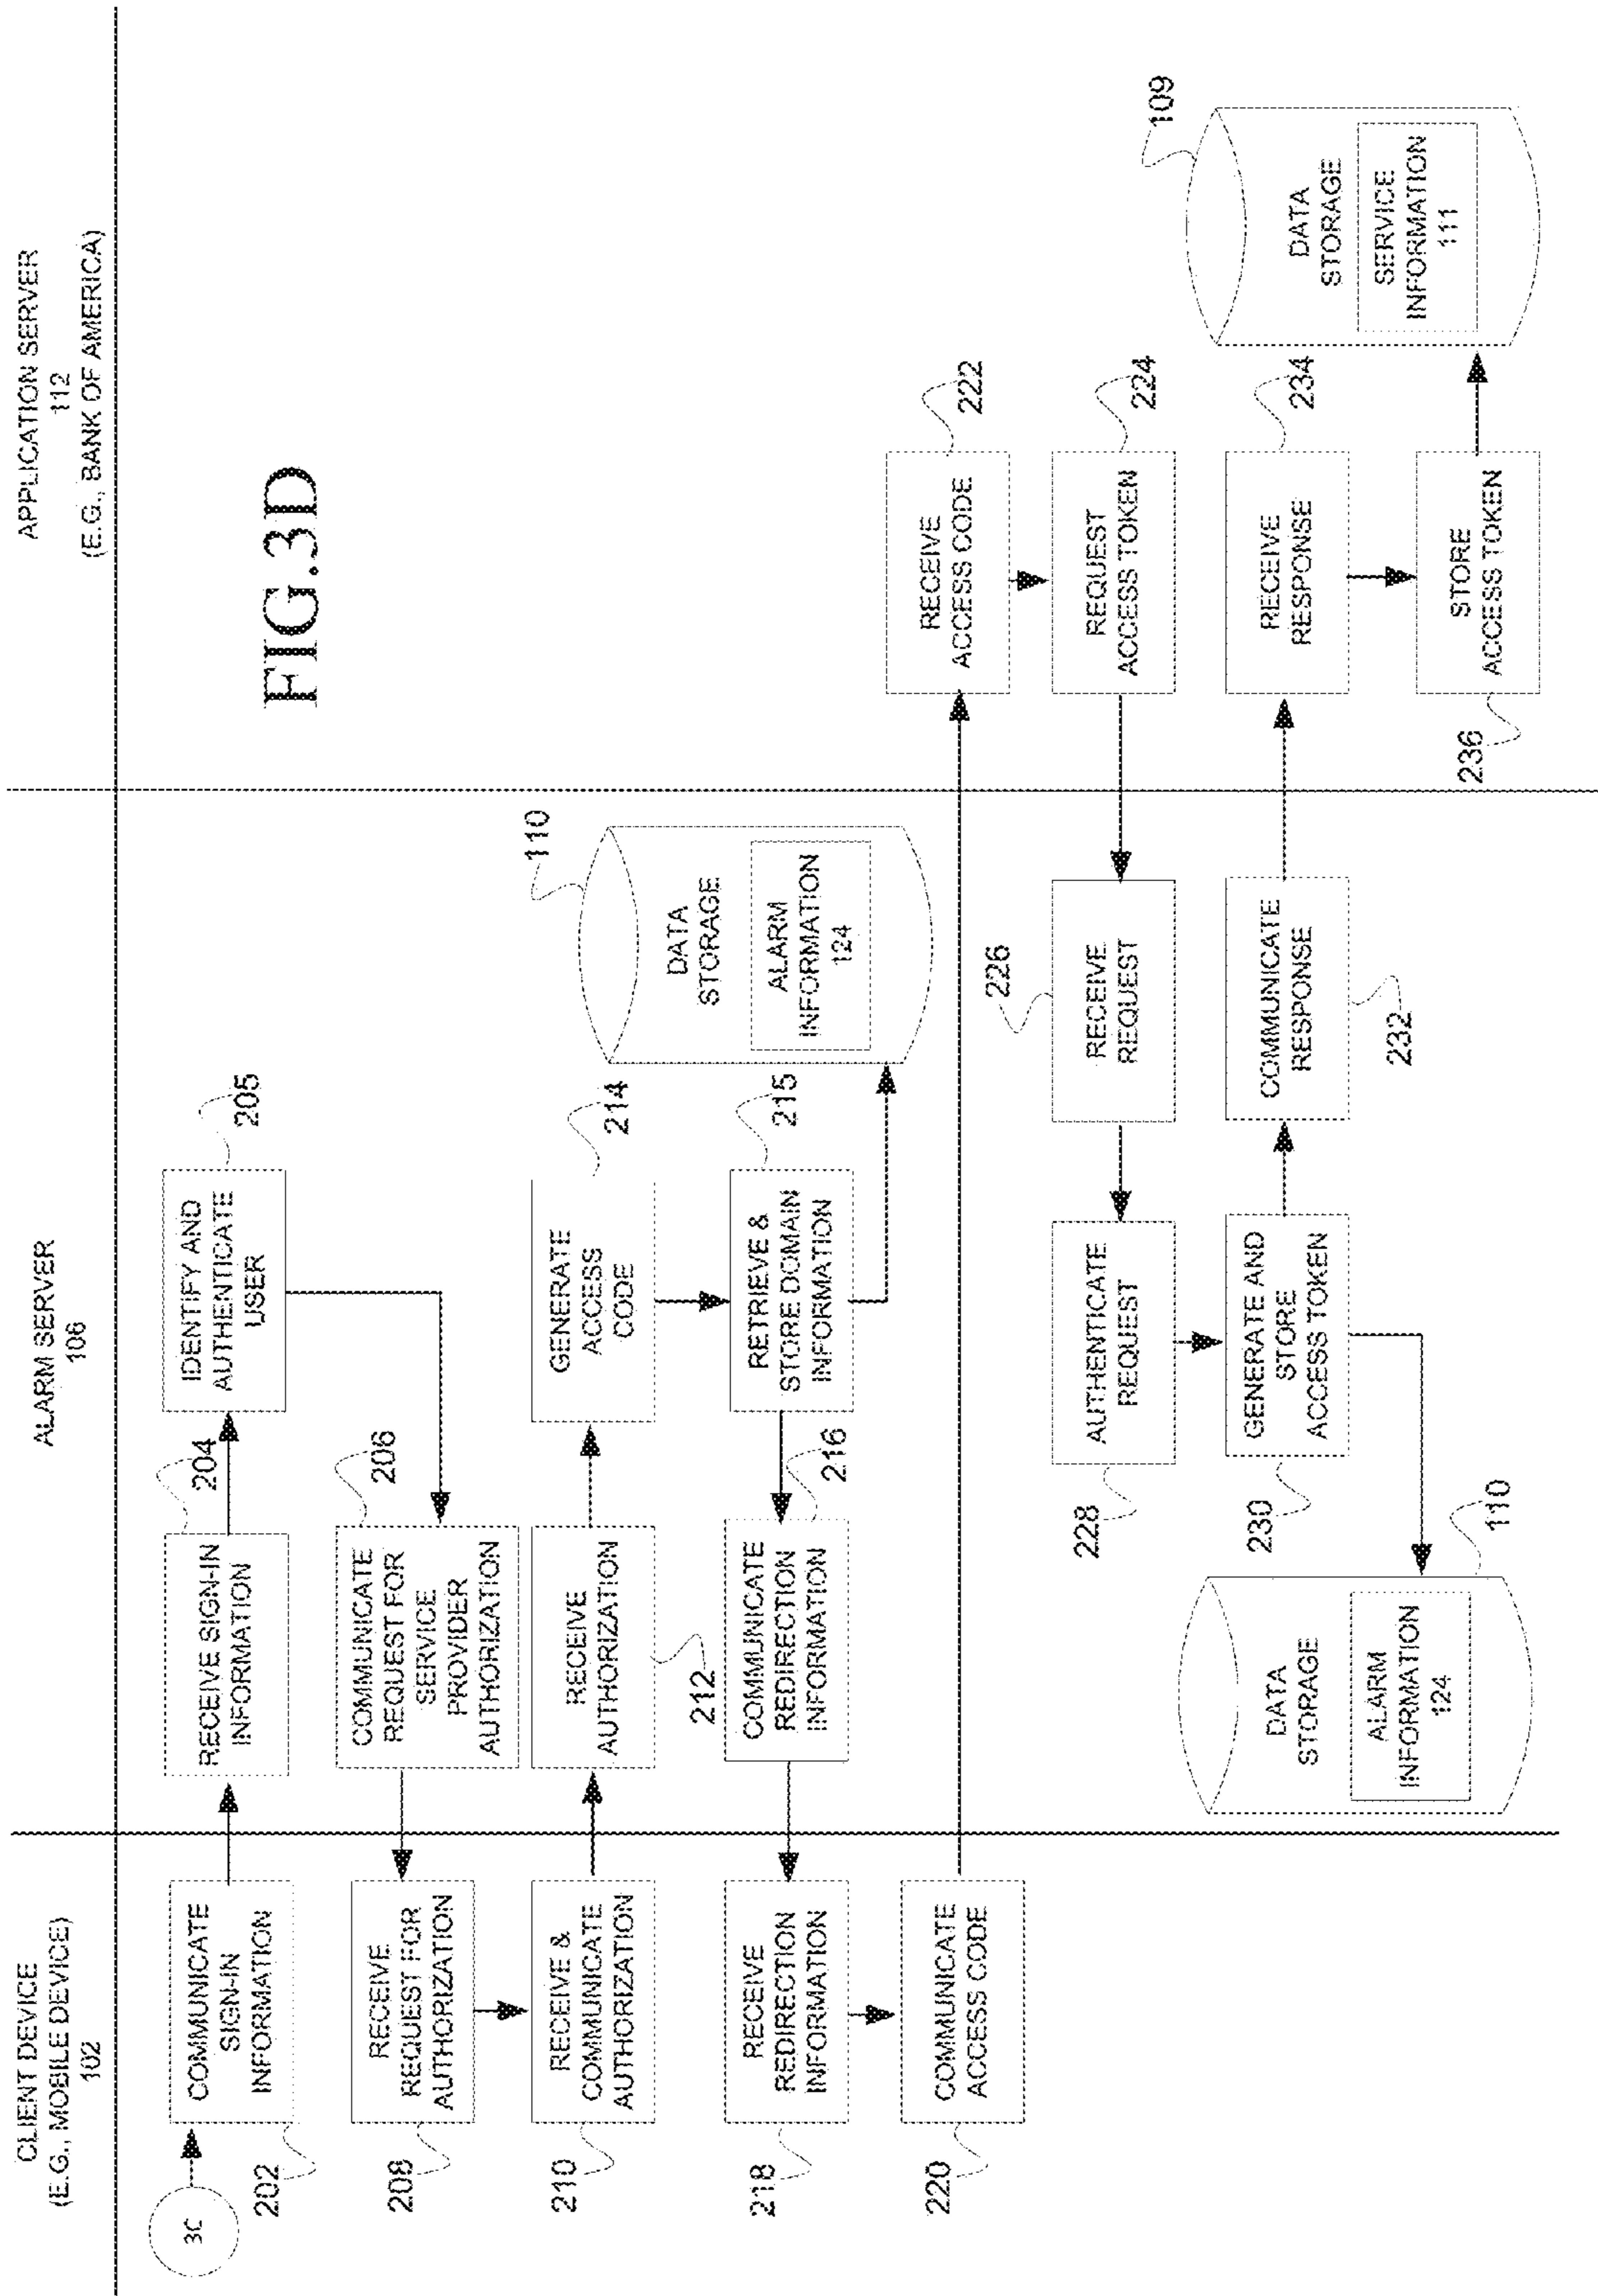 CLIENT DEVICE
(E.G., MOBILE DEVICE)
102
ALARM SERVER
106
APPLICATION SERVER
112
(E.G., BANK OF AMERICA)
FIG.3D
3C
COMMUNICATE
SIGN-IN
INFORMATION
202
RECEIVE SIGN-IN
INFORMATION
204
IDENTIFY AND
AUTHENTICATE
USER
205
COMMUNICATE
REQUEST FOR
SERVICE
PROVIDER
AUTHORIZATION
206
RECEIVE
REQUEST FOR
AUTHORIZATION
208
RECEIVE &
COMMUNICATE
AUTHORIZATION
210
RECEIVE
AUTHORIZATION
212
GENERATE
ACCESS
CODE
214
RETRIEVE &
STORE DOMAIN
INFORMATION
215
DATA
STORAGE
ALARM
INFORMATION
124
110
COMMUNICATE
REDIRECTION
INFORMATION
216
RECEIVE
REDIRECTION
INFORMATION
218
COMMUNICATE
ACCESS CODE
220
RECEIVE
ACCESS CODE
222
REQUEST
ACCESS TOKEN
224
RECEIVE
REQUEST
226
AUTHENTICATE
REQUEST
228
GENERATE AND
STORE
ACCESS TOKEN
230
DATA
STORAGE
ALARM
INFORMATION
124
110
COMMUNICATE
RESPONSE
232
RECEIVE
RESPONSE
234
STORE
ACCESS TOKEN
236
DATA
STORAGE
SERVICE
INFORMATION
111
109